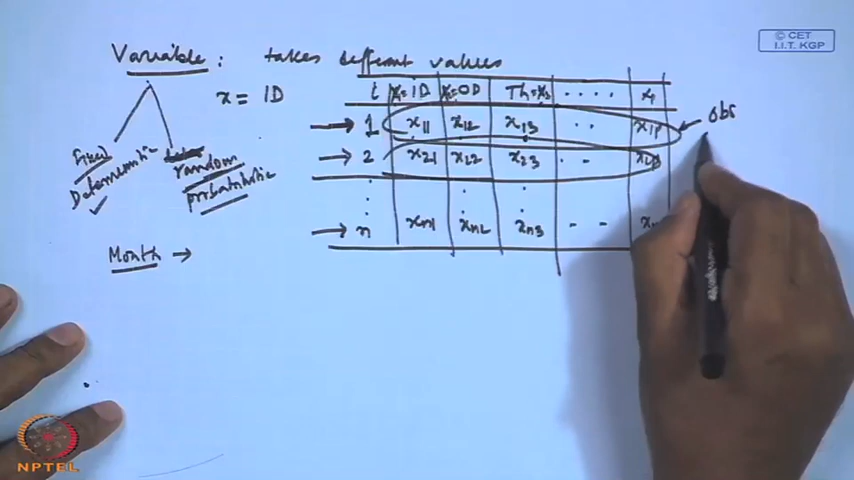 © CET
I.I.T. KGP
Variable : takes different values
x = ID
i x₁=ID x₂=OD Th=x₃ . . . . xₚ
1 x₁₁ x₁₂ x₁₃ . . x₁ₚ ← obs
2 x₂₁ x₂₂ x₂₃ . -
n xₙ₁ xₙ₂ xₙ₃ - -
Fixed random
Deterministic probabilistic
Month →
NPTEL